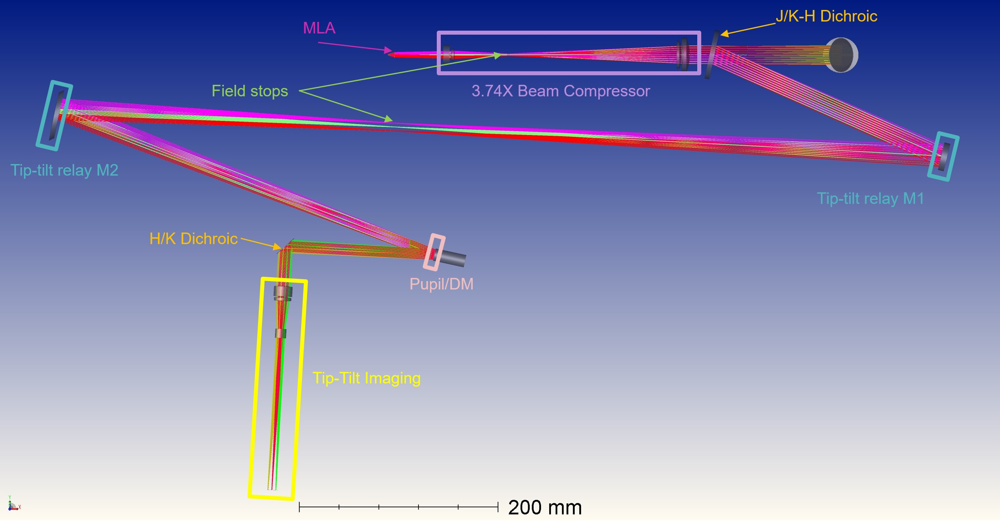 J/K-H Dichroic
MLA
Field stops
3.74X Beam Compressor
Tip-tilt relay M2
Tip-tilt relay M1
H/K Dichroic
Pupil/DM
Tip-Tilt Imaging
200 mm
Y
Z
X